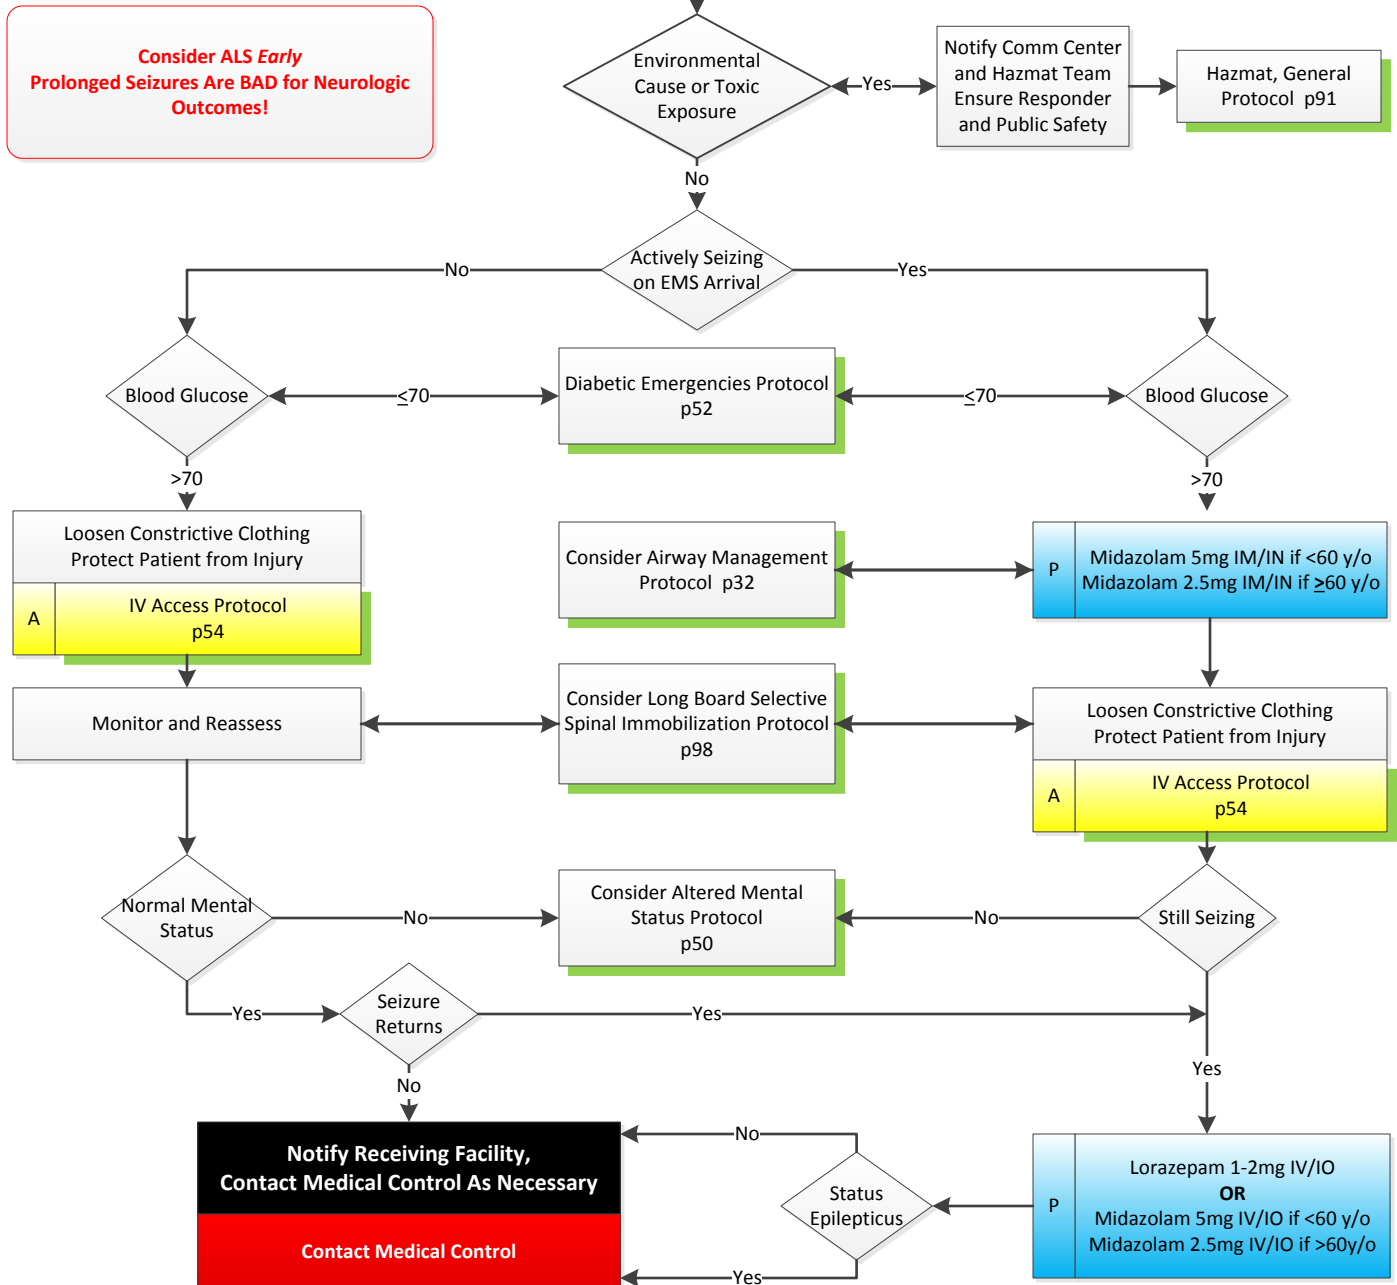 Consider ALS Early
Prolonged Seizures Are BAD for Neurologic
Outcomes!
Environmental
Cause or Toxic
Exposure
Yes
Notify Comm Center
and Hazmat Team
Ensure Responder
and Public Safety
Hazmat, General
Protocol p91
No
Actively Seizing
on EMS Arrival
No
Yes
Blood Glucose
≤70
Diabetic Emergencies Protocol
p52
≤70
Blood Glucose
>70
>70
Loosen Constrictive Clothing
Protect Patient from Injury
A
IV Access Protocol
p54
Consider Airway Management
Protocol p32
P
Midazolam 5mg IM/IN if <60 y/o
Midazolam 2.5mg IM/IN if ≥60 y/o
Monitor and Reassess
Consider Long Board Selective
Spinal Immobilization Protocol
p98
Loosen Constrictive Clothing
Protect Patient from Injury
A
IV Access Protocol
p54
Normal Mental
Status
No
Consider Altered Mental
Status Protocol
p50
No
Still Seizing
Yes
Seizure
Returns
Yes
Yes
No
Notify Receiving Facility,
Contact Medical Control As Necessary
Contact Medical Control
No
Status
Epilepticus
Yes
P
Lorazepam 1-2mg IV/IO
OR
Midazolam 5mg IV/IO if <60 y/o
Midazolam 2.5mg IV/IO if >60y/o